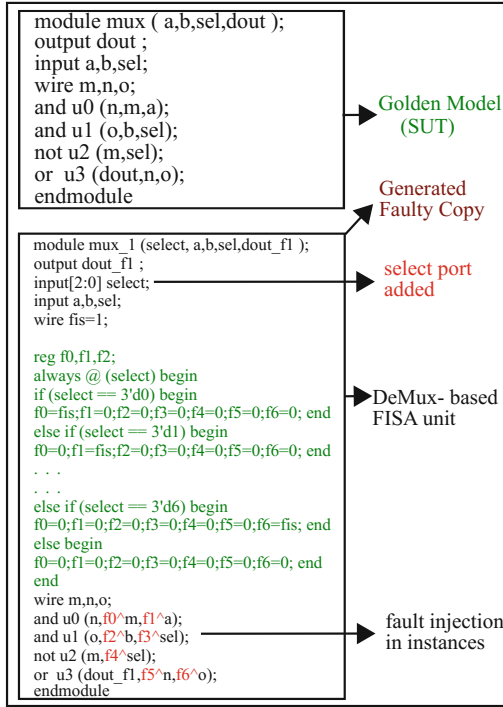 module mux ( a,b,sel,dout );
output dout ;
input a,b,sel;
wire m,n,o;
and u0 (n,m,a);
and u1 (o,b,sel);
not u2 (m,sel);
or  u3 (dout,n,o);
endmodule
Golden Model
(SUT)
Generated
Faulty Copy
module mux_1 (select, a,b,sel,dout_f1 );
output dout_f1 ;
input[2:0] select;
input a,b,sel;
wire fis=1;
select port
added
reg f0,f1,f2;
always @ (select) begin
if (select == 3'd0) begin
f0=fis;f1=0;f2=0;f3=0;f4=0;f5=0;f6=0; end
else if (select == 3'd1) begin
f0=0;f1=fis;f2=0;f3=0;f4=0;f5=0;f6=0; end
. . .
. . .
else if (select == 3'd6) begin
f0=0;f1=0;f2=0;f3=0;f4=0;f5=0;f6=fis; end
else begin
f0=0;f1=0;f2=0;f3=0;f4=0;f5=0;f6=0; end
end
DeMux- based
FISA unit
wire m,n,o;
and u0 (n,f0^m,f1^a);
and u1 (o,f2^b,f3^sel);
not u2 (m,f4^sel);
or  u3 (dout_f1,f5^n,f6^o);
endmodule
fault injection
in instances